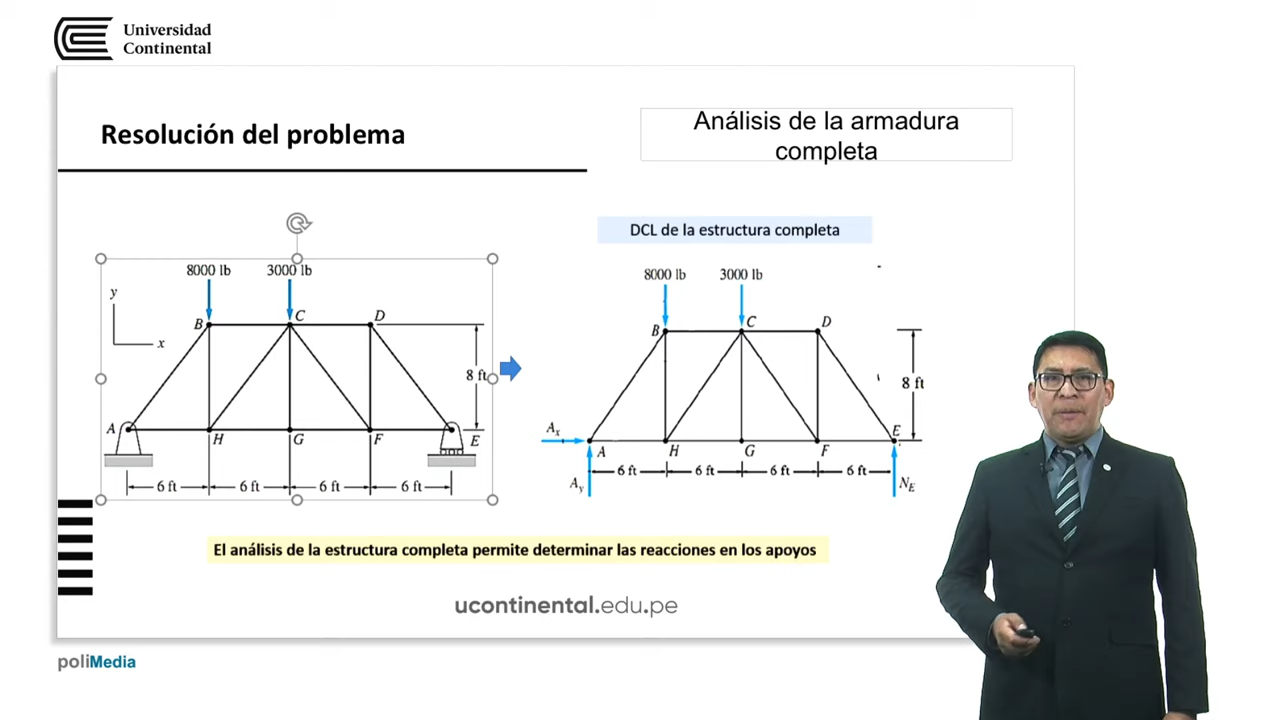 Universidad
Continental
Resolución del problema
Análisis de la armadura
completa
DCL de la estructura completa
8000 lb
3000 lb
y
x
B
C
D
8 ft
A
H
G
F
E
6 ft
6 ft
6 ft
6 ft
8000 lb
3000 lb
B
C
D
8 ft
Ax
A
H
G
F
E
6 ft
6 ft
6 ft
6 ft
Ay
NE
El análisis de la estructura completa permite determinar las reacciones en los apoyos
ucontinental.edu.pe
poliMedia